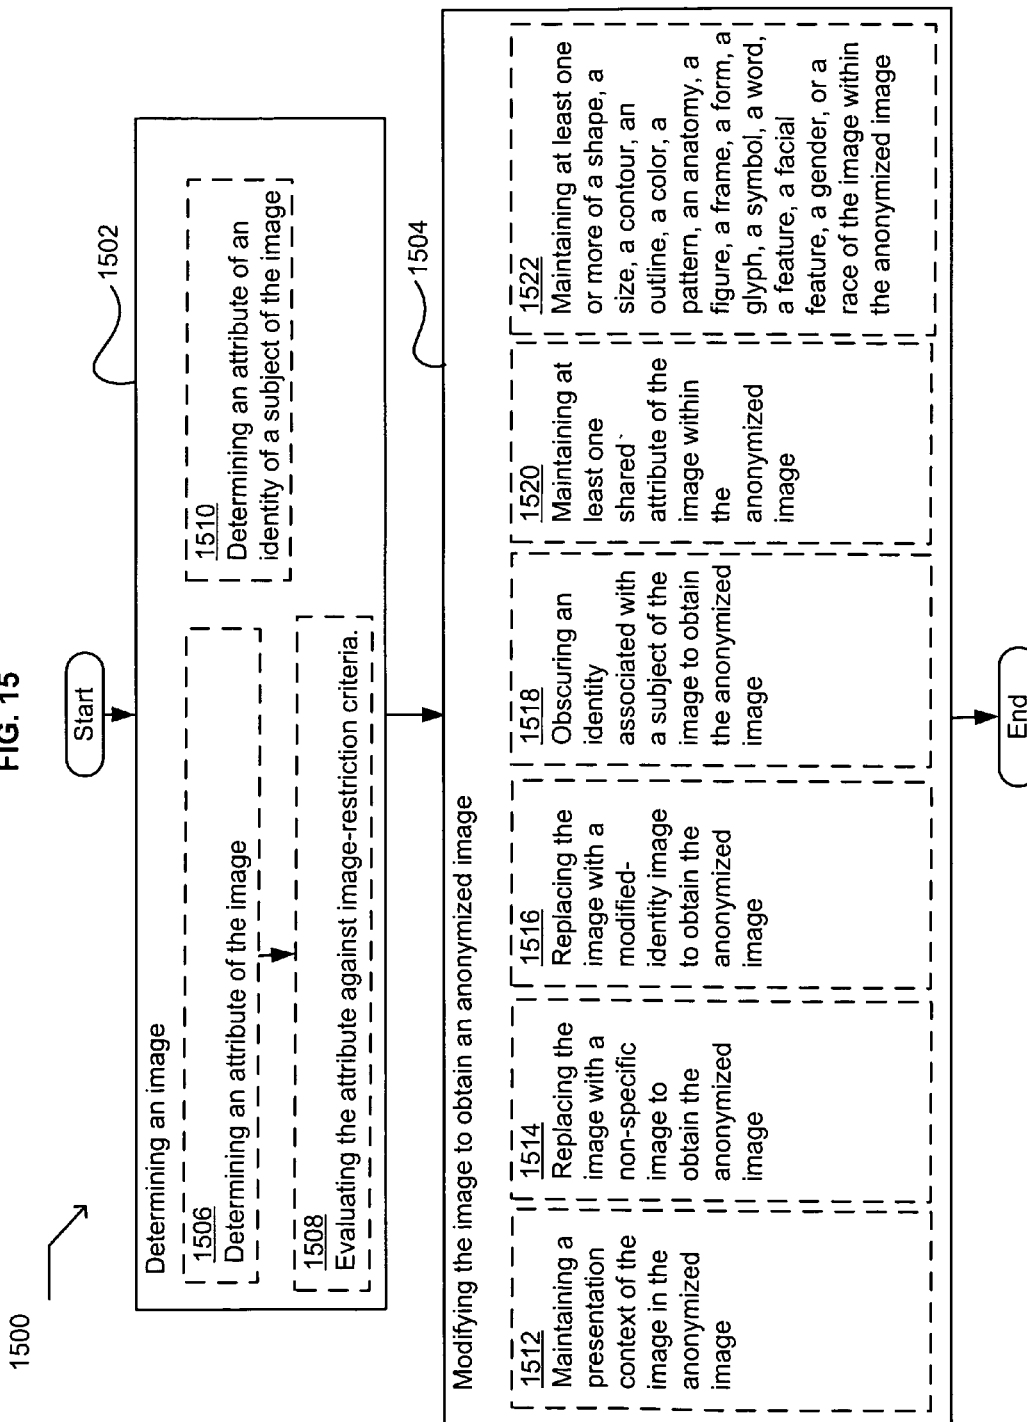 FIG. 15
1500
Start
1502
Determining an image
1506
Determining an attribute of the image
1508
Evaluating the attribute against image-restriction criteria.
1510
Determining an attribute of an
identity of a subject of the image
1504
Modifying the image to obtain an anonymized image
1512
Maintaining a
presentation
context of the
image in the
anonymized
image
1514
Replacing the
image with a
non-specific
image to
obtain the
anonymized
image
1516
Replacing the
image with a
modified-
identity image
to obtain the
anonymized
image
1518
Obscuring an
identity
associated with
a subject of the
image to obtain
the anonymized
image
1520
Maintaining at
least one
shared`
attribute of the
image within
the
anonymized
image
1522
Maintaining at least one
or more of a shape, a
size, a contour, an
outline, a color, a
pattern, an anatomy, a
figure, a frame, a form, a
glyph, a symbol, a word,
a feature, a facial
feature, a gender, or a
race of the image within
the anonymized image
End